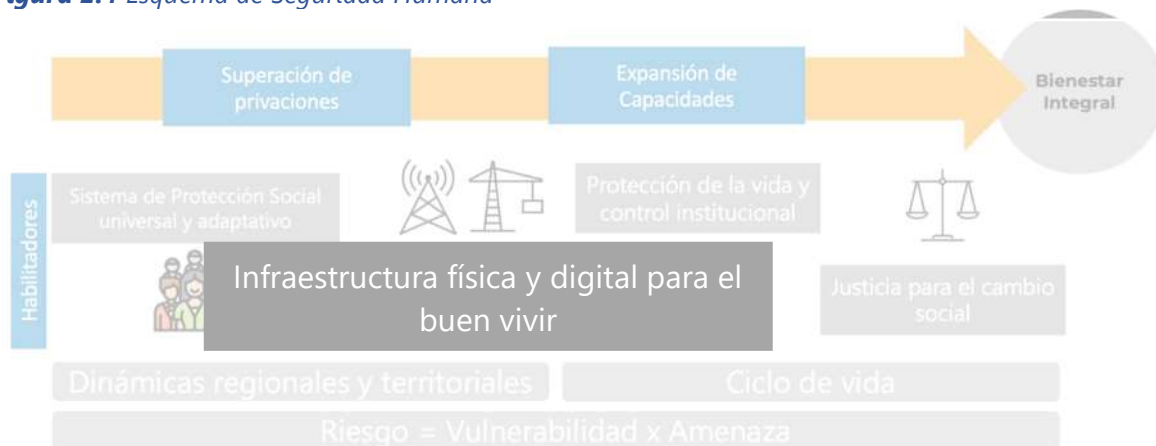 gura 2.1 Esquema de Seguridad Humana
Superación de
privaciones
Expansión de
Capacidades
Bienestar
Integral
Habilitadores
Sistema de Protección Social
universal y adaptativo
Protección de la vida y
control institucional
Infraestructura física y digital para el
buen vivir
Justicia para el cambio
social
Dinámicas regionales y territoriales
Ciclo de vida
Riesgo = Vulnerabilidad x Amenaza